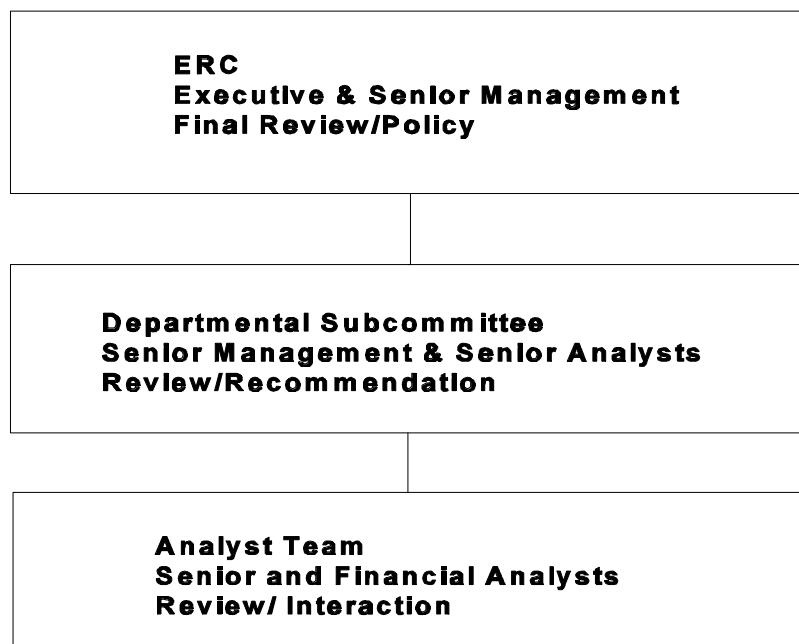 ERC
Executive & Senior Management
Final Review/Policy
Departmental Subcommittee
Senior Management & Senior Analysts
Review/Recommendation
Analyst Team
Senior and Financial Analysts
Review/ Interaction